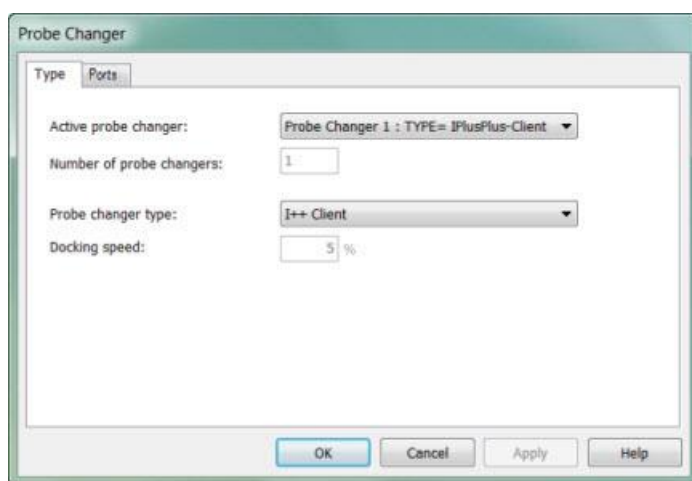 Probe Changer
Type Ports
Active probe changer: Probe Changer 1 : TYPE= IPlusPlus-Client
Number of probe changers: 1
Probe changer type: I++ Client
Docking speed: 5 %
OK Cancel Apply Help